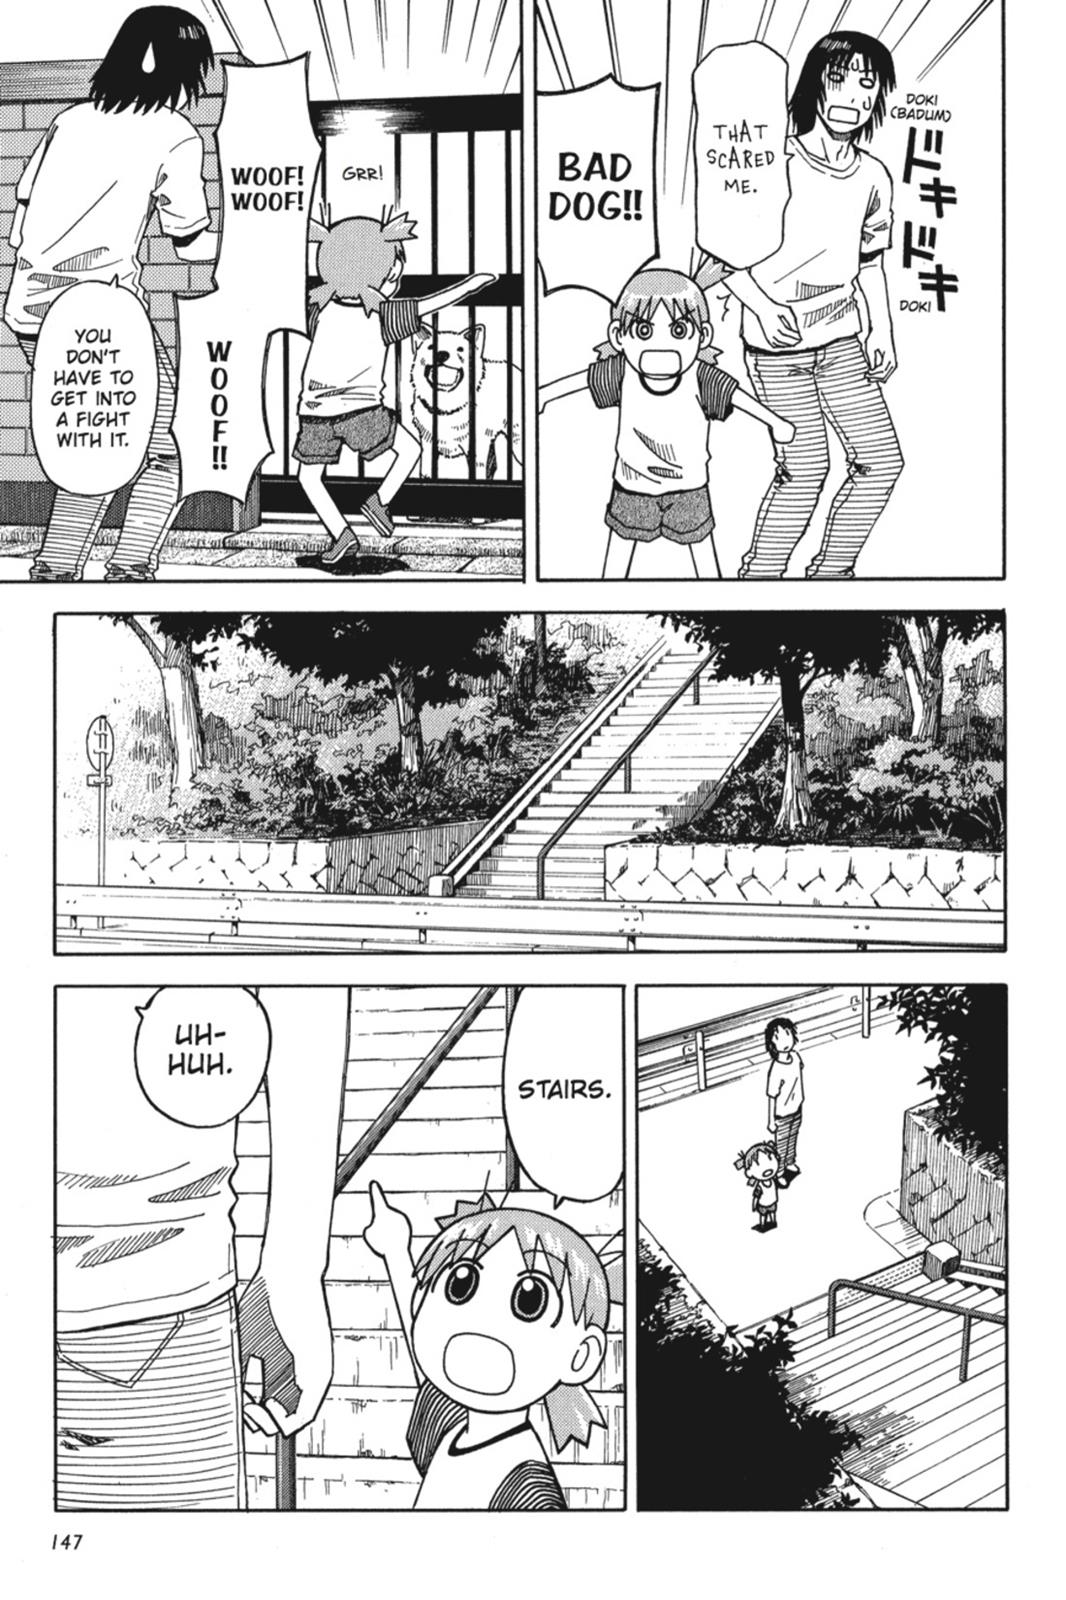 DOKI
(BADUM)
ドキ
ドキ
DOKI
THAT
SCARED
ME.
BAD
DOG!!
GRR!
WOOF!
WOOF!
WOOF!!
YOU
DON'T
HAVE TO
GET INTO
A FIGHT
WITH IT.
STAIRS.
UH-
HUH.
147